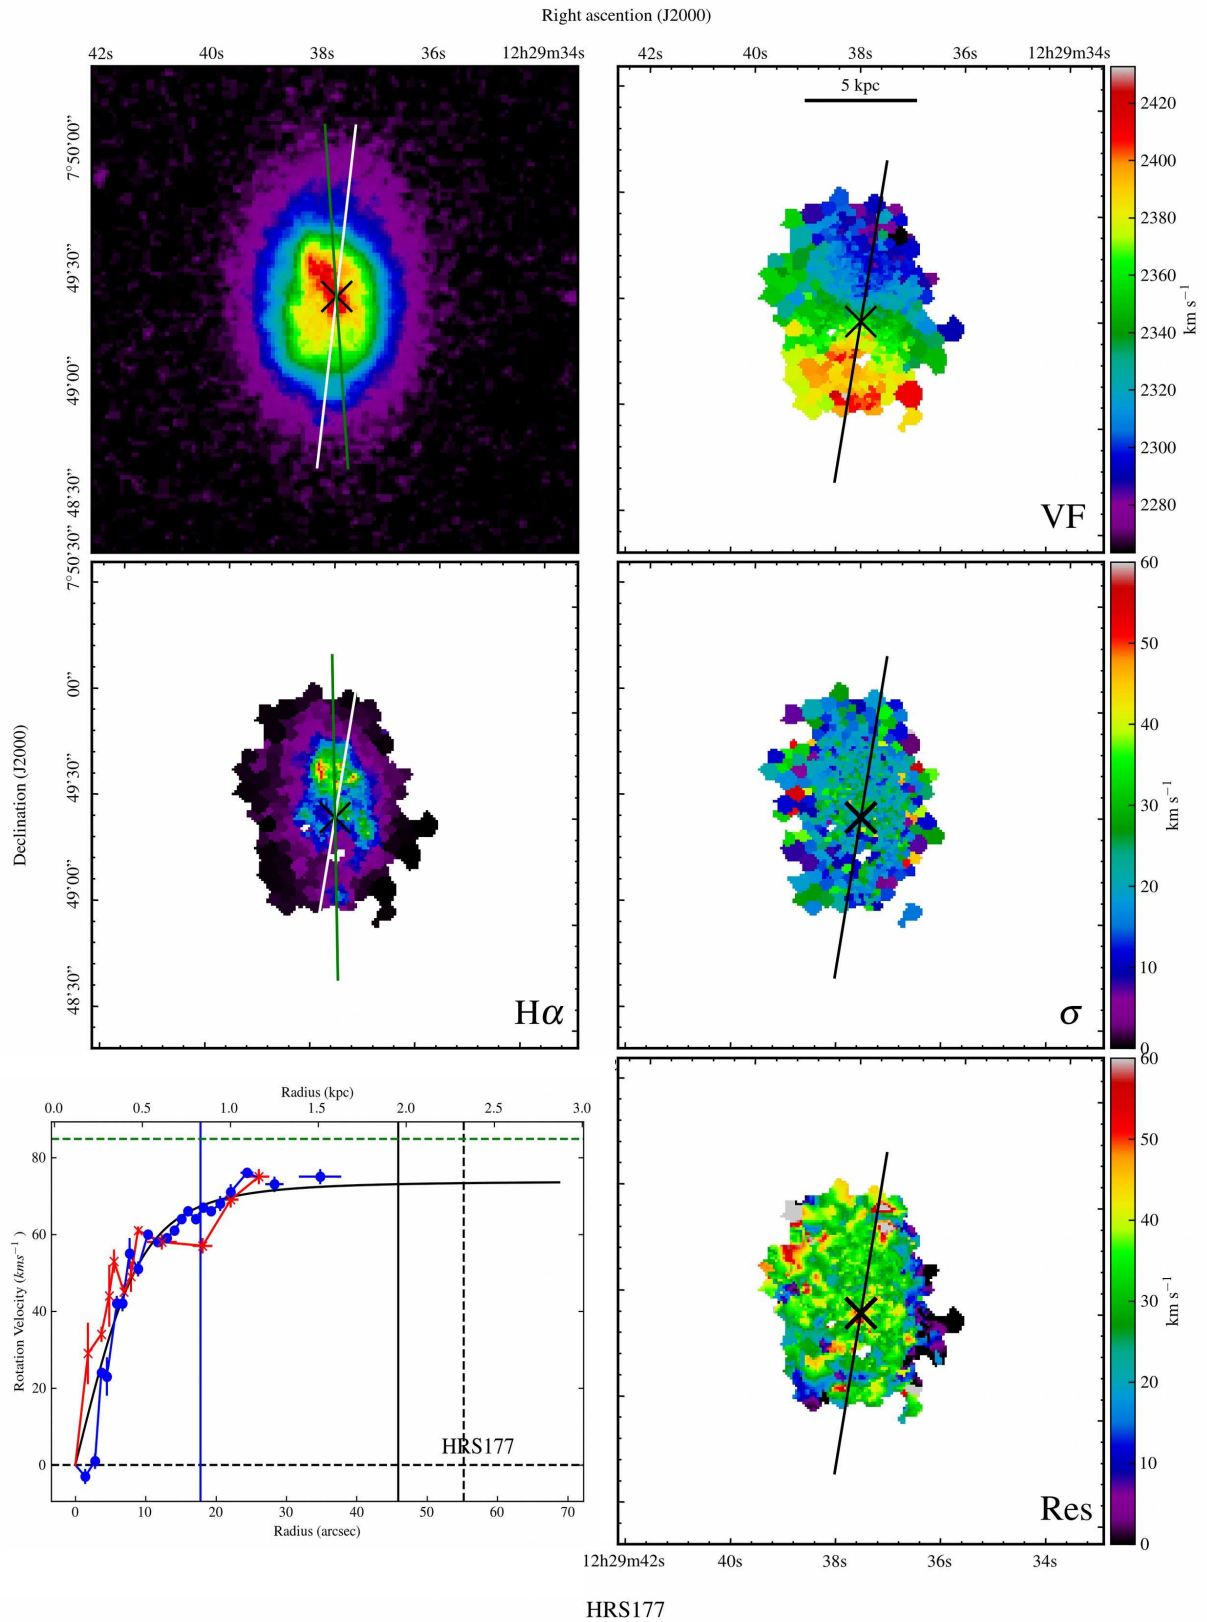 Right ascention (J2000)
42s 40s 38s 36s 12h29m34s
42s 40s 38s 36s 12h29m34s
5 kpc
7°50'00”
49'30”
49'00”
48'30”
VF
2420
2400
2380
2360
2340
2320
2300
2280
km s−1
Declination (J2000)
7°50'30”
00”
49'30”
49'00”
48'30”
Hα
σ
60
50
40
30
20
10
0
km s−1
Radius (kpc)
0.0 0.5 1.0 1.5 2.0 2.5 3.0
Rotation Velocity (kms−1 )
80
60
40
20
0
HRS177
0 10 20 30 40 50 60 70
Radius (arcsec)
Res
60
50
40
30
20
10
0
km s−1
12h29m42s 40s 38s 36s 34s
HRS177